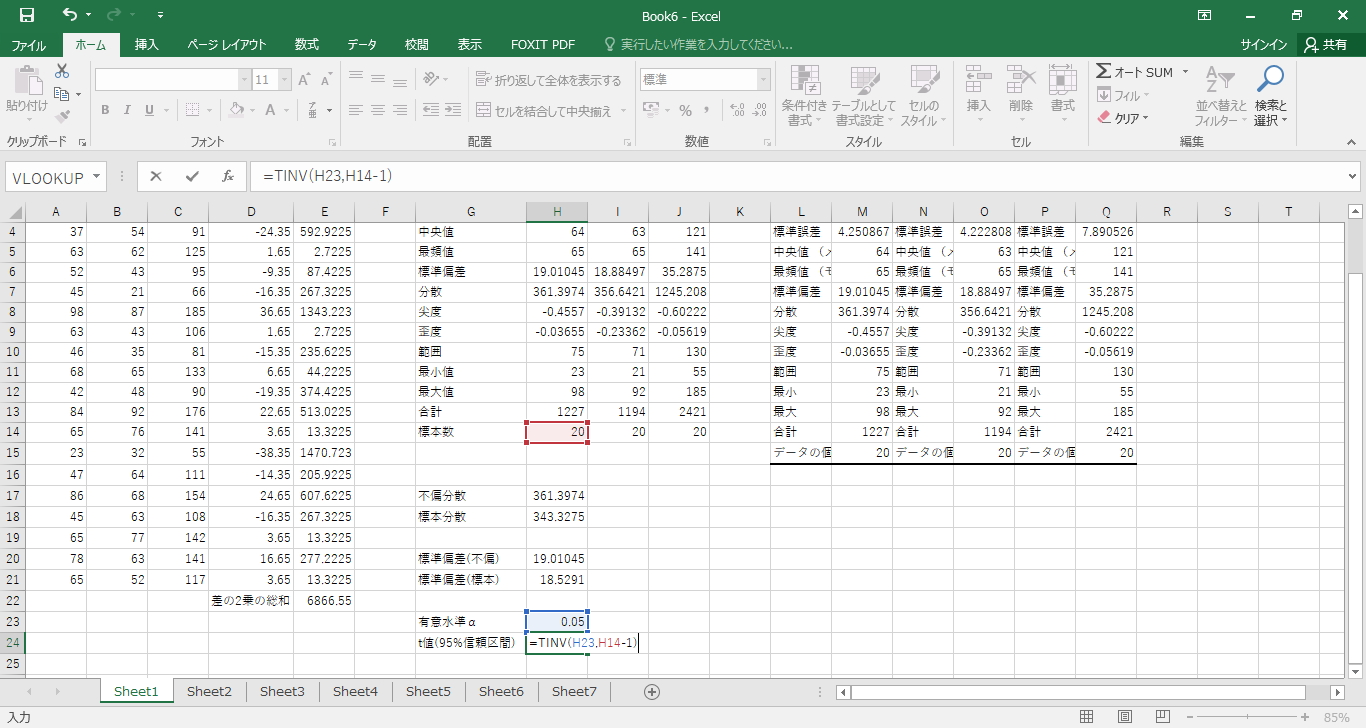 Book6 - Excel
ファイル ホーム 挿入 ページ レイアウト 数式 データ 校閲 表示 FOXIT PDF 実行したい作業を入力してください... サインイン 共有
貼り付け 11 折り返して全体を表示する 標準 条件付き書式 テーブルとして書式設定 セルのスタイル 挿入 削除 書式 Σ オート SUM 並べ替えとフィルター 検索と選択
B I U A セルを結合して中央揃え % フィル クリア
クリップボード フォント 配置 数値 スタイル セル 編集
VLOOKUP fx =TINV(H23,H14-1)
A B C D E F G H I J K L M N O P Q R S T
4 37 54 91 -24.35 592.9225 中央値 64 63 121 標準誤差 4.250867 標準誤差 4.222808 標準誤差 7.890526
5 63 62 125 1.65 2.7225 最頻値 65 65 141 中央値 (メ 64 中央値 (メ 63 中央値 (メ 121
6 52 43 95 -9.35 87.4225 標準偏差 19.01045 18.88497 35.2875 最頻値 (モ 65 最頻値 (モ 65 最頻値 (モ 141
7 45 21 66 -16.35 267.3225 分散 361.3974 356.6421 1245.208 標準偏差 19.01045 標準偏差 18.88497 標準偏差 35.2875
8 98 87 185 36.65 1343.223 尖度 -0.4557 -0.39132 -0.60222 分散 361.3974 分散 356.6421 分散 1245.208
9 63 43 106 1.65 2.7225 歪度 -0.03655 -0.23362 -0.05619 尖度 -0.4557 尖度 -0.39132 尖度 -0.60222
10 46 35 81 -15.35 235.6225 範囲 75 71 130 歪度 -0.03655 歪度 -0.23362 歪度 -0.05619
11 68 65 133 6.65 44.2225 最小値 23 21 55 範囲 75 範囲 71 範囲 130
12 42 48 90 -19.35 374.4225 最大値 98 92 185 最小 23 最小 21 最小 55
13 84 92 176 22.65 513.0225 合計 1227 1194 2421 最大 98 最大 92 最大 185
14 65 76 141 3.65 13.3225 標本数 20 20 20 合計 1227 合計 1194 合計 2421
15 23 32 55 -38.35 1470.723 データの個 20 データの個 20 データの個 20
16 47 64 111 -14.35 205.9225
17 86 68 154 24.65 607.6225 不偏分散 361.3974
18 45 63 108 -16.35 267.3225 標本分散 343.3275
19 65 77 142 3.65 13.3225
20 78 63 141 16.65 277.2225 標準偏差(不偏) 19.01045
21 65 52 117 3.65 13.3225 標準偏差(標本) 18.5291
22 差の2乗の総和 6866.55
23 有意水準α 0.05
24 t値(95%信頼区間) =TINV(H23,H14-1)
25
Sheet1 Sheet2 Sheet3 Sheet4 Sheet5 Sheet6 Sheet7
入力 85%